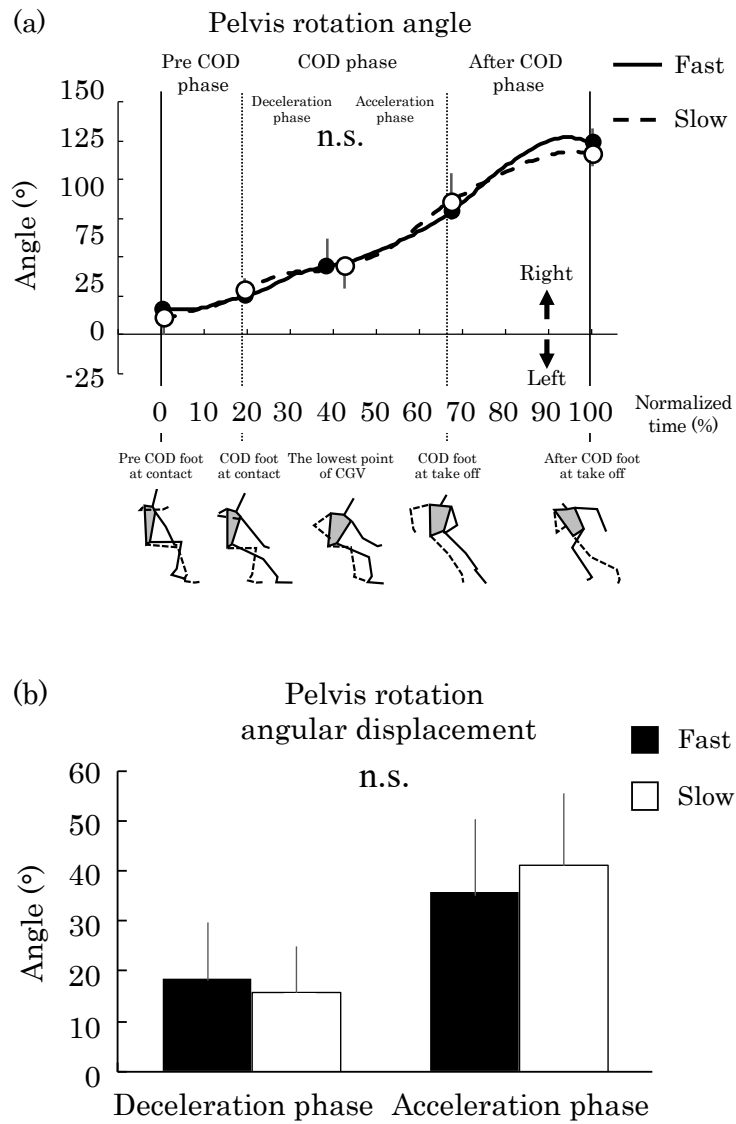 (a)
Pelvis rotation angle
Pre COD
phase
COD phase
After COD
phase
Deceleration
phase
Acceleration
phase
n.s.
Fast
Slow
Angle (°)
150
125
100
75
25
0
-25
Right
Left
0 10 20 30 40 60 70 80 90 100
Normalized
time (%)
Pre COD foot
at contact
COD foot
at contact
The lowest point
of CGV
COD foot
at take off
After COD foot
at take off
(b)
Pelvis rotation
angular displacement
n.s.
Fast
Slow
Angle (°)
60
50
40
30
20
10
0
Deceleration phase
Acceleration phase